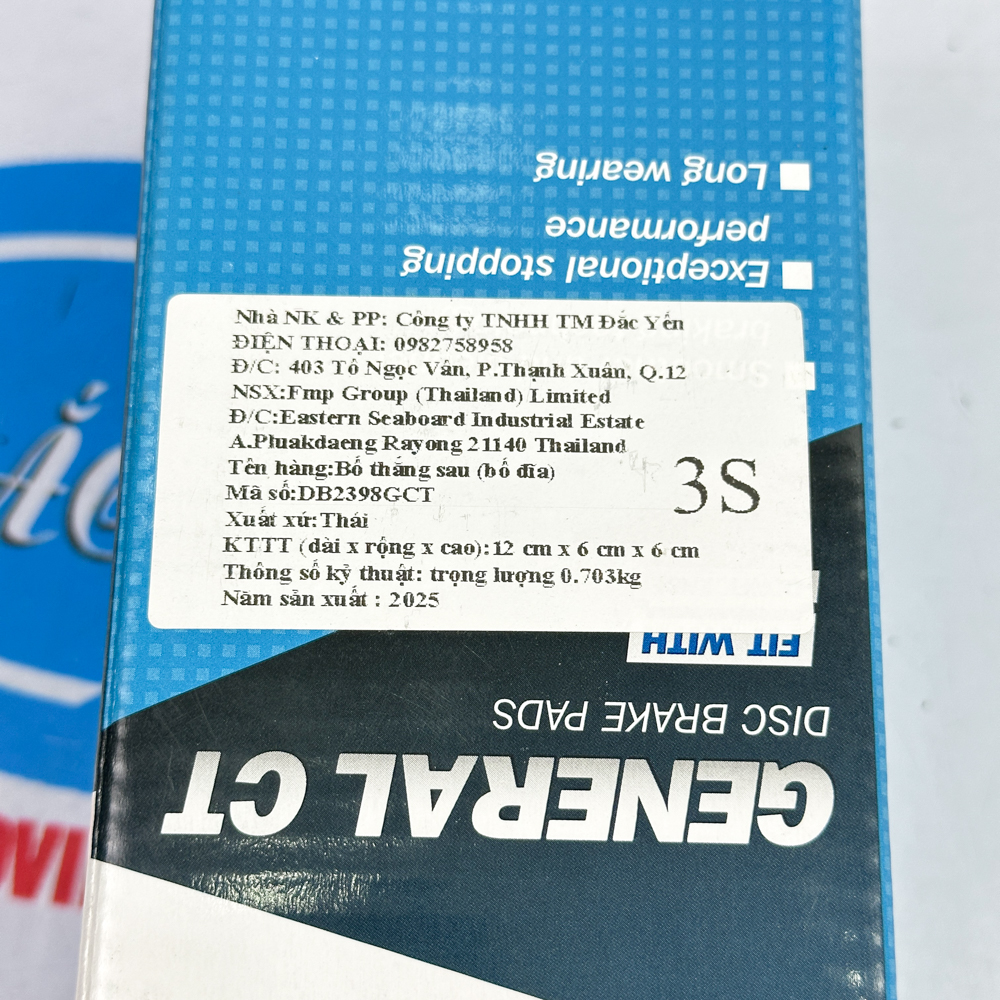 Nhà NK & PP: Công ty TNHH TM Đắc Yến
ĐIỆN THOẠI: 0982758958
Đ/C: 403 Tô Ngọc Vân, P.Thạnh Xuân, Q.12
NSX:Fmp Group (Thailand) Limited
Đ/C:Eastern Seaboard Industrial Estate
A.Pluakdaeng Rayong 21140 Thailand
Tên hàng:Bố thắng sau (bố đĩa)
Mã số:DB2398GCT
Xuất xứ:Thái
KTTT (dài x rộng x cao):12 cm x 6 cm x 6 cm
Thông số kỷ thuật: trọng lượng 0.703kg
Năm sản xuất : 2025
3S
GENERAL CT
DISC BRAKE PADS
FIT WITH
Exceptional stopping
performance
Long wearing